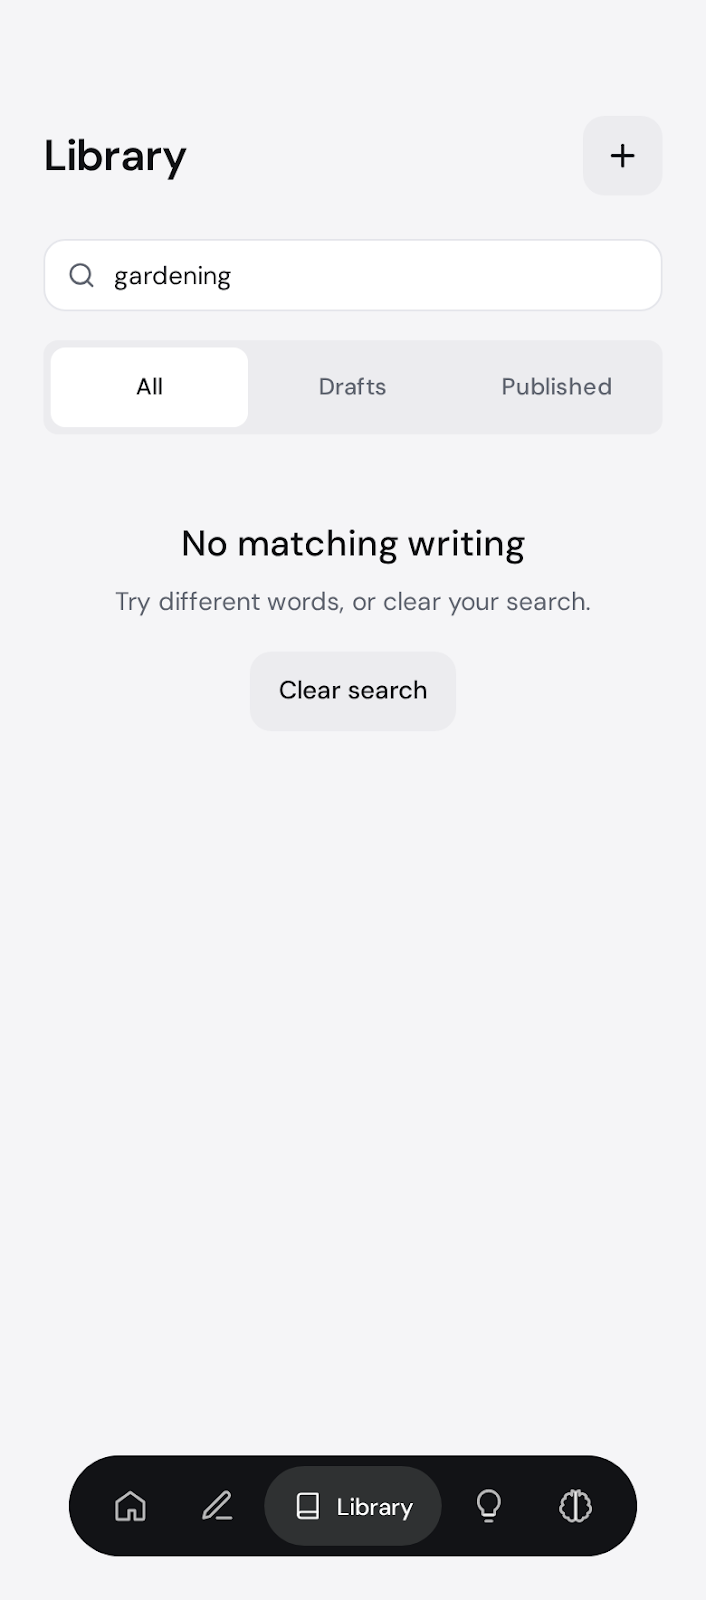 Library
gardening
All Drafts Published
No matching writing
Try different words, or clear your search.
Clear search
Library